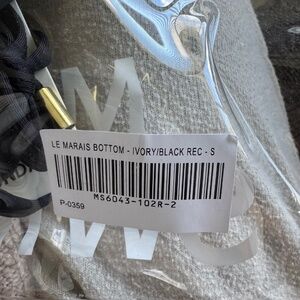 LE MARAIS BOTTOM - IVORY/BLACK REC - S
MS6043-102R-2
P-0359